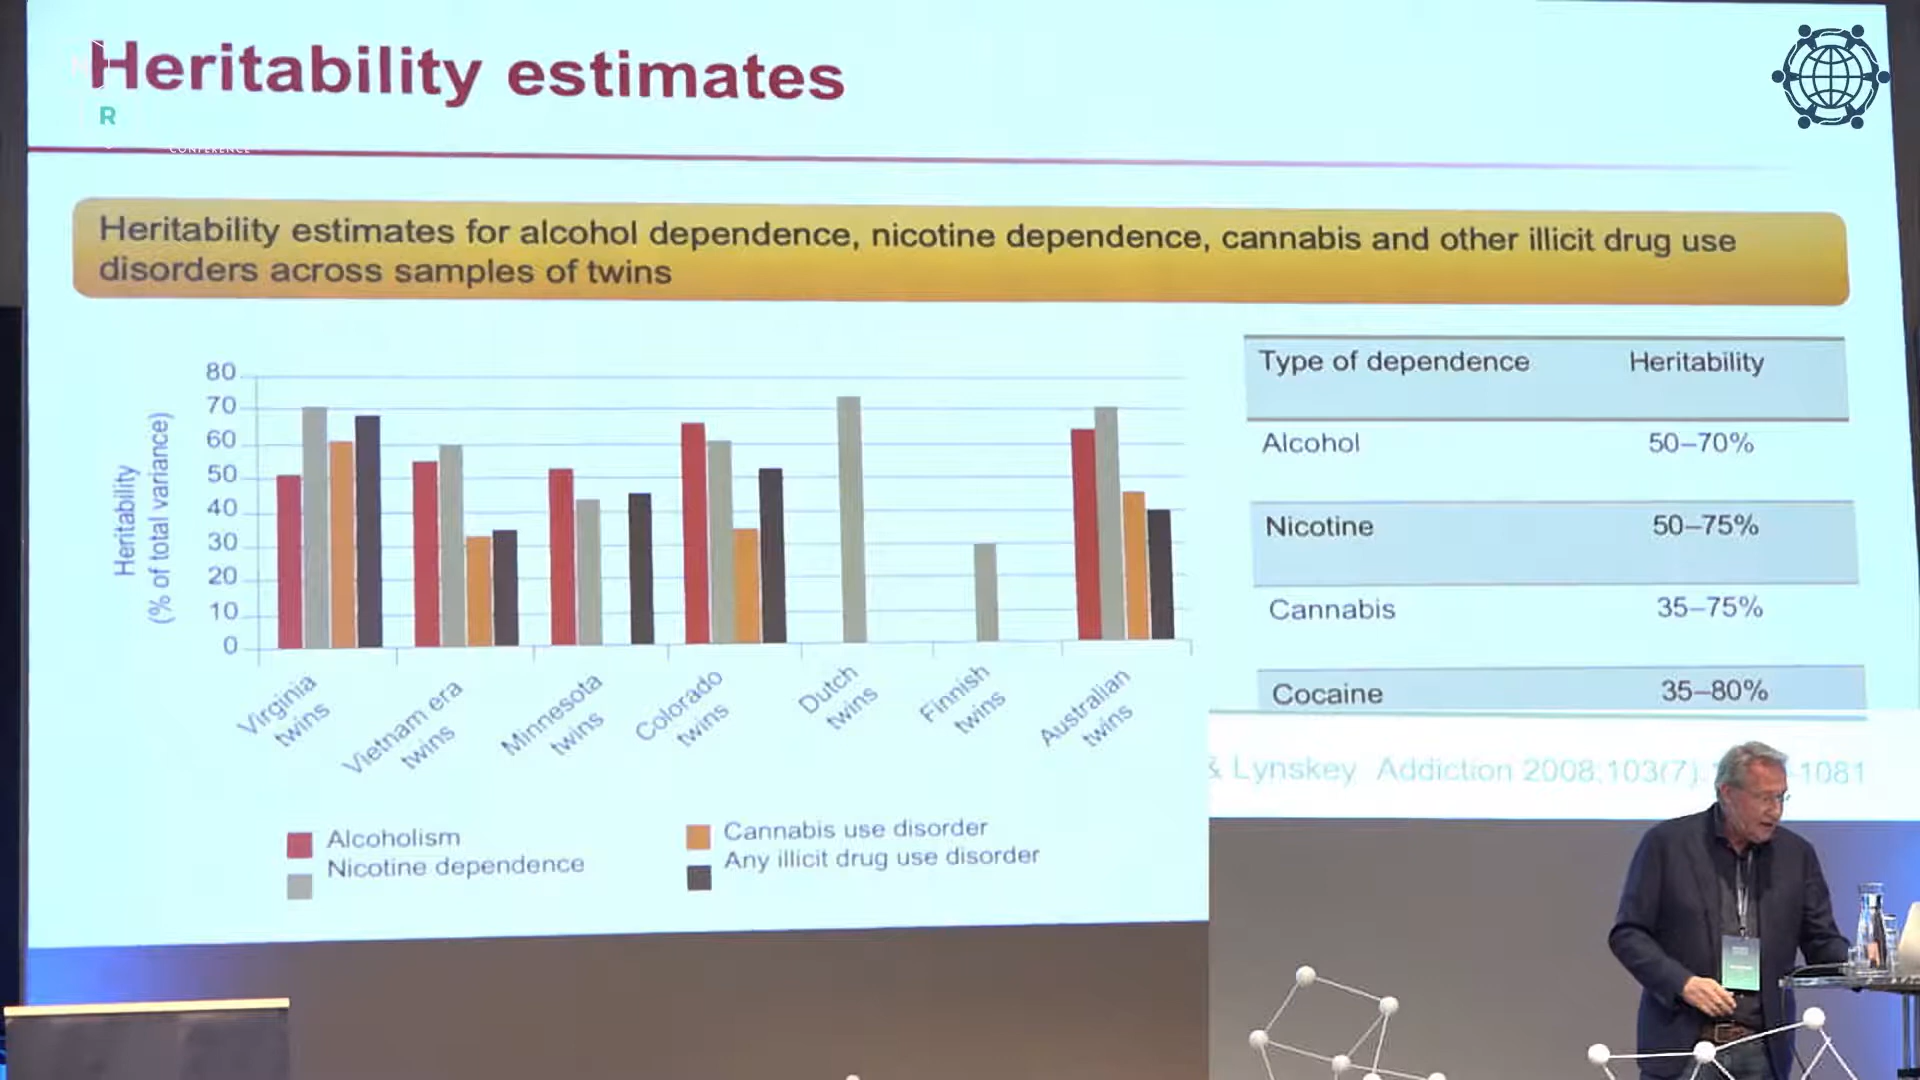 Heritability estimates
R
CONFERENCE
Heritability estimates for alcohol dependence, nicotine dependence, cannabis and other illicit drug use
disorders across samples of twins
Heritability
(% of total variance)
80
70
60
50
40
30
20
10
0
Virginia
twins
Vietnam era
twins
Minnesota
twins
Colorado
twins
Dutch
twins
Finnish
twins
Australian
twins
Alcoholism
Nicotine dependence
Cannabis use disorder
Any illicit drug use disorder
Type of dependence Heritability
Alcohol 50–70%
Nicotine 50–75%
Cannabis 35–75%
Cocaine 35–80%
& Lynskey Addiction 2008;103(7): -1081